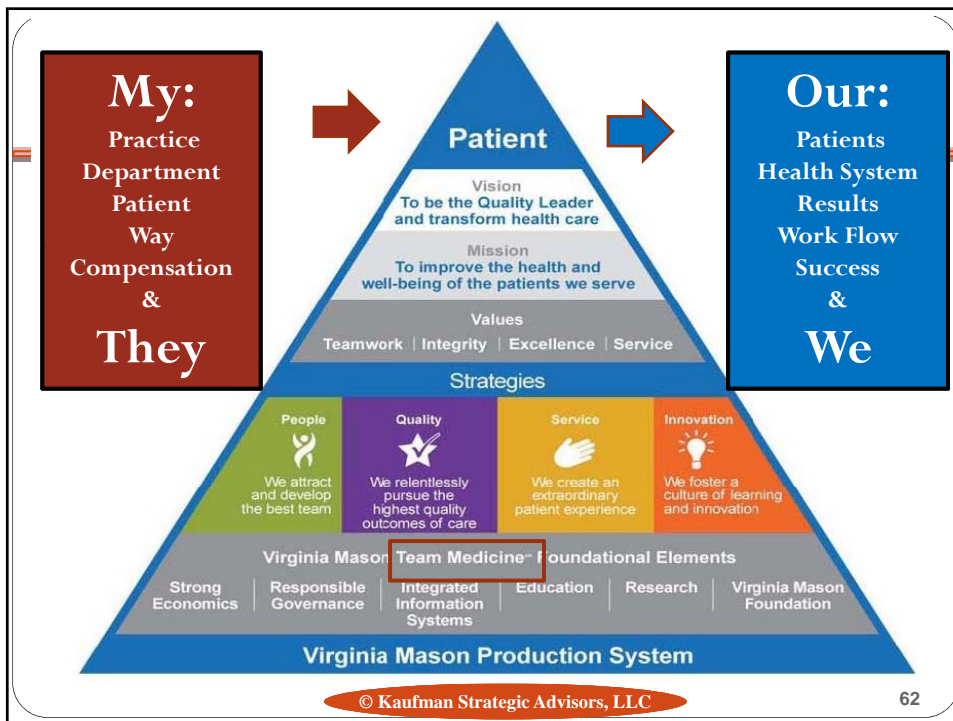 My:
Practice
Department
Patient
Way
Compensation
&
They
Patient
Vision
To be the Quality Leader
and transform health care
Mission
To improve the health and
well-being of the patients we serve
Values
Teamwork | Integrity | Excellence | Service
Strategies
People
We attract
and develop
the best team
Quality
We relentlessly
pursue the
highest quality
outcomes of care
Service
We create an
extraordinary
patient experience
Innovation
We foster a
culture of learning
and innovation
Virginia Mason Team Medicine℠ Foundational Elements
Strong
Economics
Responsible
Governance
Integrated
Information
Systems
Education
Research
Virginia Mason
Foundation
Virginia Mason Production System
Our:
Patients
Health System
Results
Work Flow
Success
&
We
© Kaufman Strategic Advisors, LLC
62